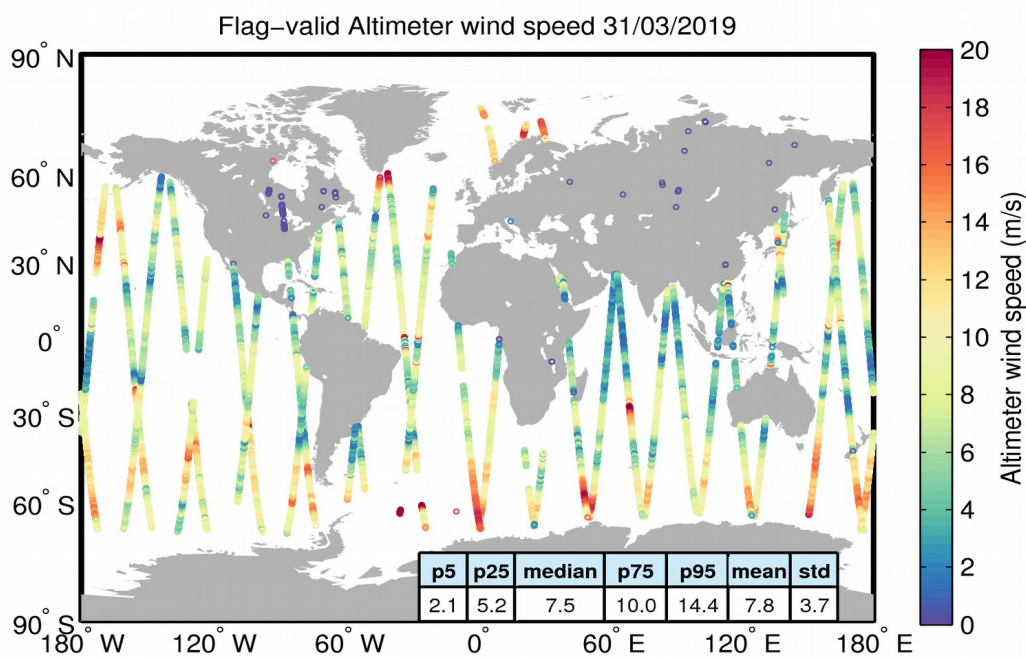 Flag−valid Altimeter wind speed 31/03/2019
90° N
60° N
30° N
0°
30° S
60° S
90° S
180° W
120° W
60° W
0°
60° E
120° E
180° E
p5 p25 median p75 p95 mean std
2.1 5.2 7.5 10.0 14.4 7.8 3.7
20
18
16
14
12
10
8
6
4
2
0
Altimeter wind speed (m/s)